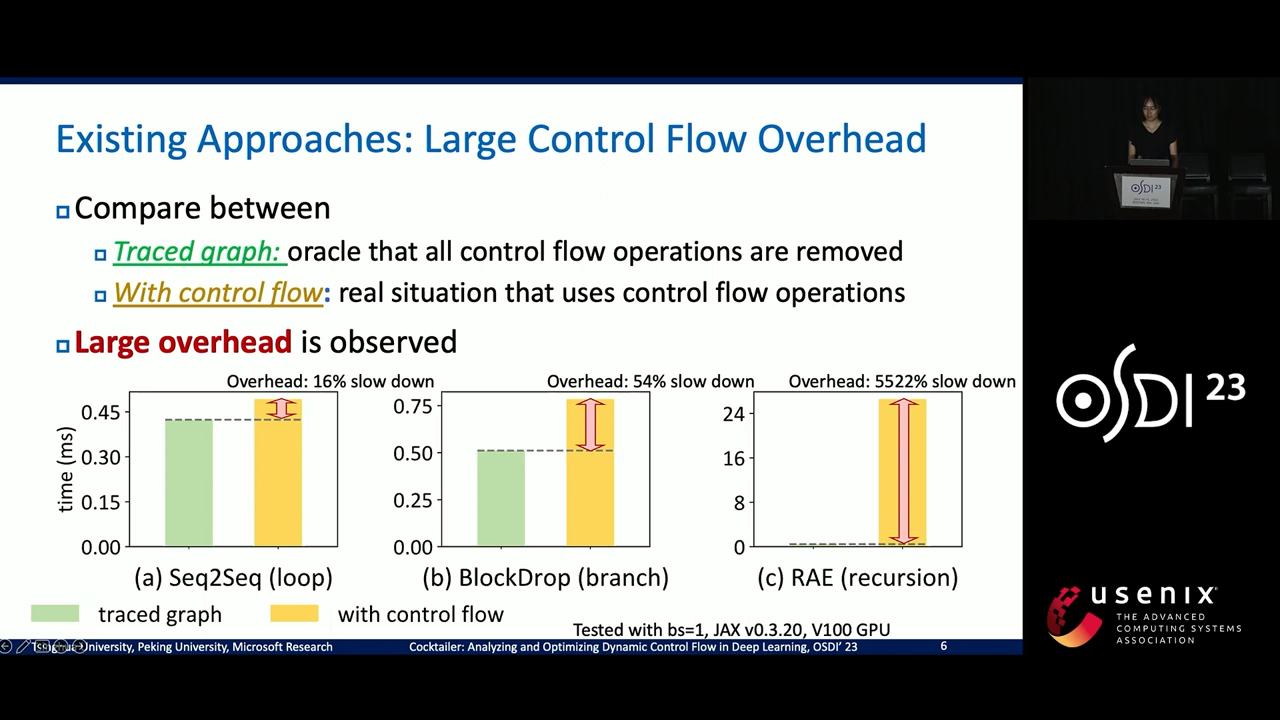 Existing Approaches: Large Control Flow Overhead
Compare between
Traced graph: oracle that all control flow operations are removed
With control flow: real situation that uses control flow operations
Large overhead is observed
Overhead: 16% slow down
Overhead: 54% slow down
Overhead: 5522% slow down
time (ms)
0.45
0.30
0.15
0.00
0.75
0.50
0.25
0.00
24
16
8
0
(a) Seq2Seq (loop)
(b) BlockDrop (branch)
(c) RAE (recursion)
traced graph
with control flow
Tested with bs=1, JAX v0.3.20, V100 GPU
University, Peking University, Microsoft Research
Cocktailer: Analyzing and Optimizing Dynamic Control Flow in Deep Learning, OSDI' 23
6
OSDI 23
OSDI 23
usenix
THE ADVANCED
COMPUTING SYSTEMS
ASSOCIATION